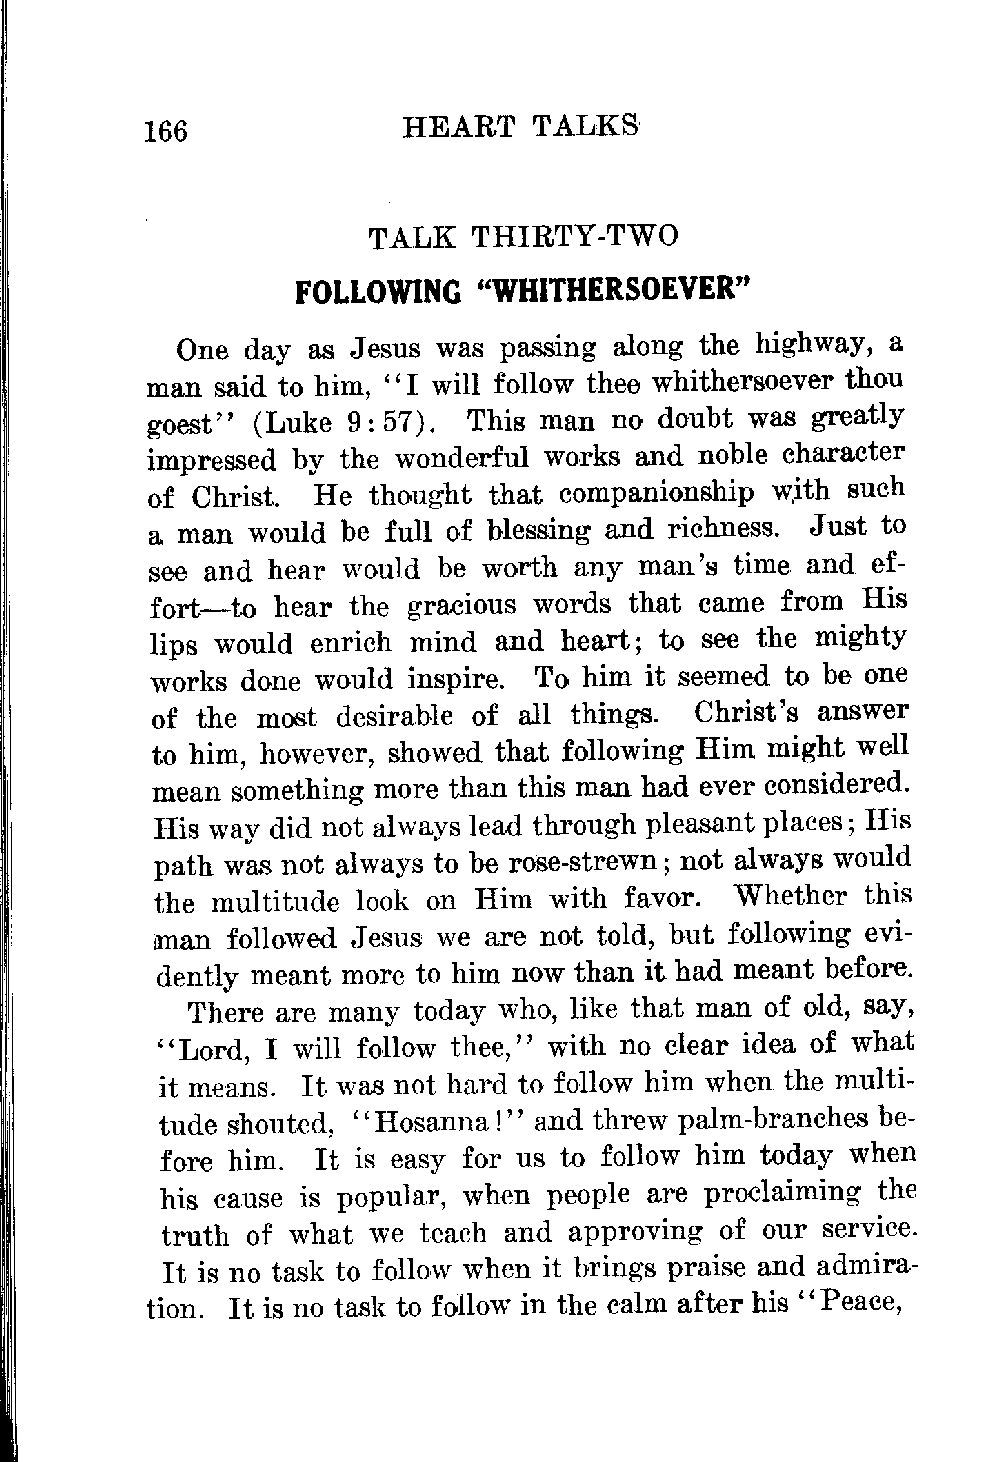 166 HEART TALKS
TALK THIRTY-TWO
FOLLOWING “WHITHERSOEVER”
One day as Jesus was passing along the highway, a
man said to him, “I will follow thee whithersoever thou
goest” (Luke 9:57). This man no doubt was greatly
impressed by the wonderful works and noble character
of Christ. He thought that companionship with such
a man would be full of blessing and richness. Just to
see and hear would be worth any man’s time and ef-
fort—to hear the gracious words that came from His
lips would enrich mind and heart; to see the mighty
works done would inspire. To him it seemed to be one
of the most desirable of all things. Christ’s answer
to him, however, showed that following Him might well
mean something more than this man had ever considered.
His way did not always lead through pleasant places; His
path was not always to be rose-strewn; not always would
the multitude look on Him with favor. Whether this
man followed Jesus we are not told, but following evi-
dently meant more to him now than it had meant before.
There are many today who, like that man of old, say,
“Lord, I will follow thee,” with no clear idea of what
it means. It was not hard to follow him when the multi-
tude shouted, “Hosanna!” and threw palm-branches be-
fore him. It is easy for us to follow him today when
his cause is popular, when people are proclaiming the
truth of what we teach and approving of our service.
It is no task to follow when it brings praise and admira-
tion. It is no task to follow in the calm after his “Peace,